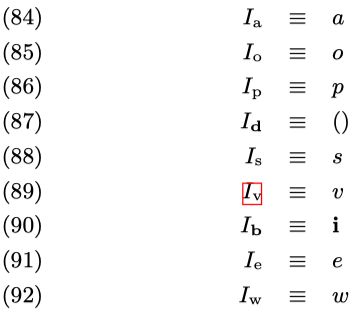 (84) I_a ≡ a
(85) I_o ≡ o
(86) I_p ≡ p
(87) I_𝐝 ≡ ()
(88) I_s ≡ s
(89) I_v ≡ v
(90) I_𝐛 ≡ 𝐢
(91) I_e ≡ e
(92) I_w ≡ w